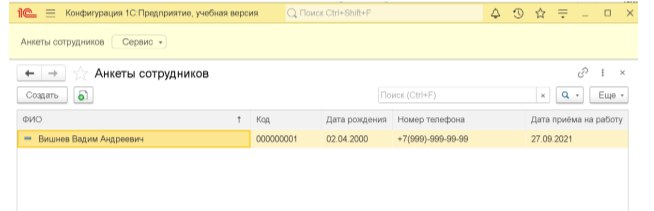 1С Конфигурация 1С:Предприятие, учебная версия Поиск Ctrl+Shift+F
Анкеты сотрудников Сервис
Анкеты сотрудников
Создать Поиск (Ctrl+F) × Еще
ФИО ↑ Код Дата рождения Номер телефона Дата приёма на работу
Вишнев Вадим Андреевич 000000001 02.04.2000 +7(999)-999-99-99 27.09.2021